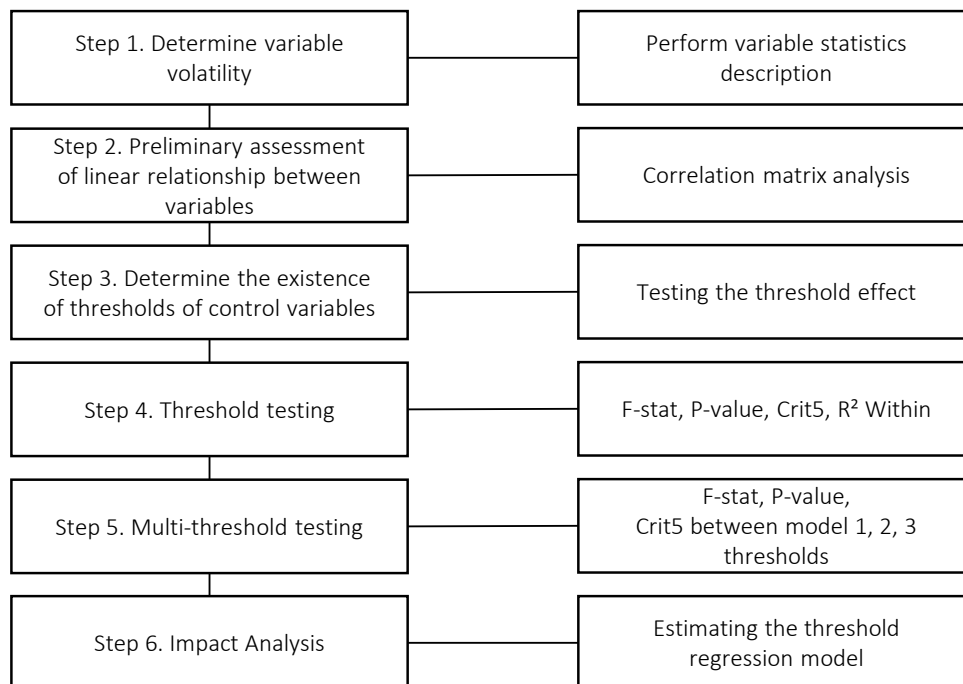 Step 1. Determine variable
volatility
Perform variable statistics
description
Step 2. Preliminary assessment
of linear relationship between
variables
Correlation matrix analysis
Step 3. Determine the existence
of thresholds of control variables
Testing the threshold effect
Step 4. Threshold testing
F-stat, P-value, Crit5, R² Within
Step 5. Multi-threshold testing
F-stat, P-value,
Crit5 between model 1, 2, 3
thresholds
Step 6. Impact Analysis
Estimating the threshold
regression model